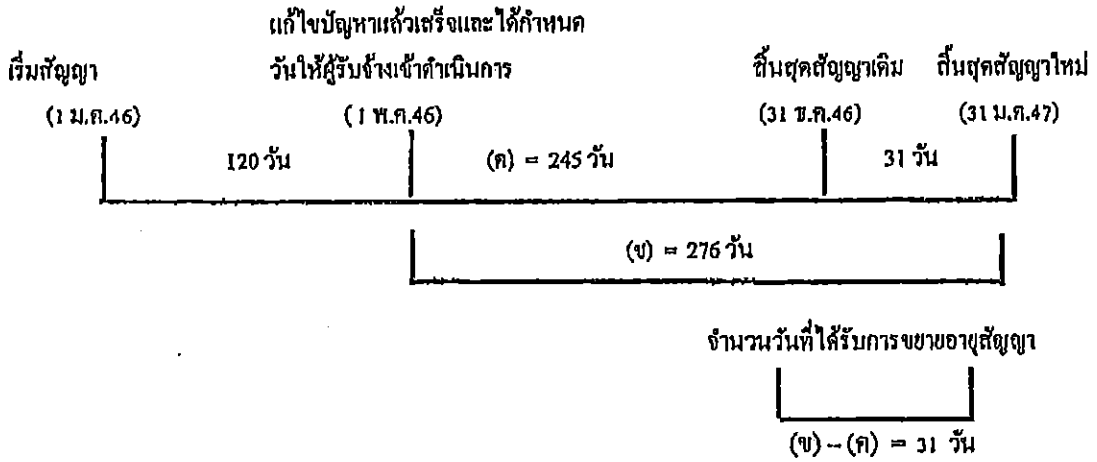 แก้ไขปัญหาแล้วเสร็จและได้กำหนด
เริ่มสัญญา วันให้ผู้รับจ้างเข้าดำเนินการ สิ้นสุดสัญญาเดิม สิ้นสุดสัญญาใหม่
(1 ม.ค.46) (1 พ.ค.46) (31 ธ.ค.46) (31 ม.ค.47)
120 วัน (ค) = 245 วัน 31 วัน
(ข) = 276 วัน
จำนวนวันที่ได้รับการขยายอายุสัญญา
(ข) – (ค) = 31 วัน